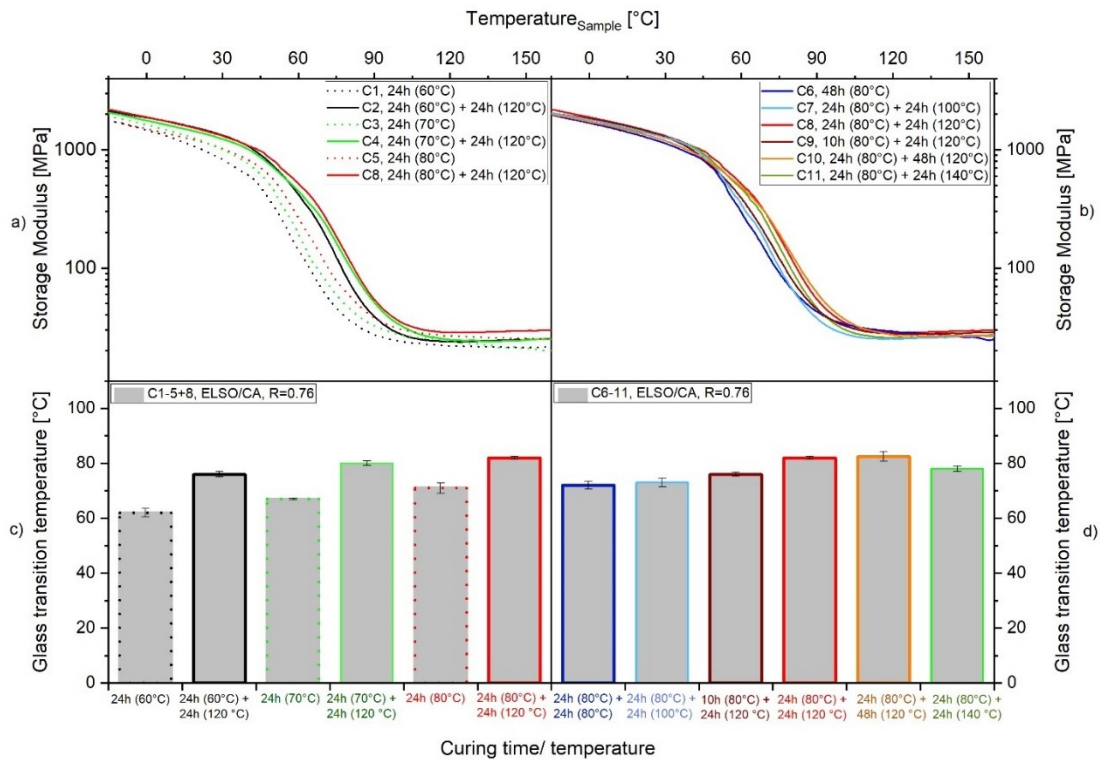 Temperature_Sample [°C]
0 30 60 90 120 150 0 30 60 90 120 150
Storage Modulus [MPa]
1000
100
a)
C1, 24h (60°C)
C2, 24h (60°C) + 24h (120°C)
C3, 24h (70°C)
C4, 24h (70°C) + 24h (120°C)
C5, 24h (80°C)
C8, 24h (80°C) + 24h (120°C)
C6, 48h (80°C)
C7, 24h (80°C) + 24h (100°C)
C8, 24h (80°C) + 24h (120°C)
C9, 10h (80°C) + 24h (120°C)
C10, 24h (80°C) + 48h (120°C)
C11, 24h (80°C) + 24h (140°C)
1000
100
b)
Storage Modulus [MPa]
Glass transition temperature [°C]
c)
100
80
60
40
20
0
C1-5+8, ELSO/CA, R=0.76
C6-11, ELSO/CA, R=0.76
100
80
60
40
20
0
d)
Glass transition temperature [°C]
24h (60°C)
24h (60°C) +
24h (120 °C)
24h (70°C)
24h (70°C) +
24h (120 °C)
24h (80°C)
24h (80°C) +
24h (120 °C)
24h (80°C) +
24h (80°C)
24h (80°C) +
24h (100°C)
10h (80°C) +
24h (120 °C)
24h (80°C) +
24h (120 °C)
24h (80°C) +
48h (120 °C)
24h (80°C) +
24h (140°C)
Curing time/ temperature